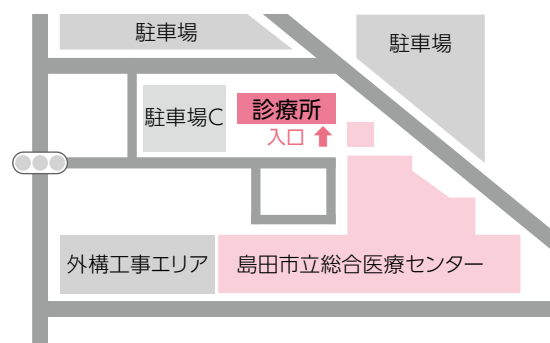 駐車場
駐車場
駐車場C
診療所
入口
外構工事エリア
島田市立総合医療センター